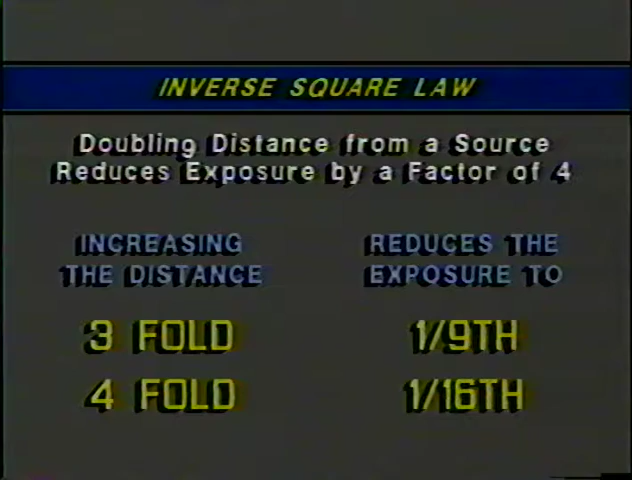 INVERSE SQUARE LAW
Doubling Distance from a Source
Reduces Exposure by a Factor of 4
INCREASING THE DISTANCE
REDUCES THE EXPOSURE TO
3 FOLD 1/9TH
4 FOLD 1/16TH